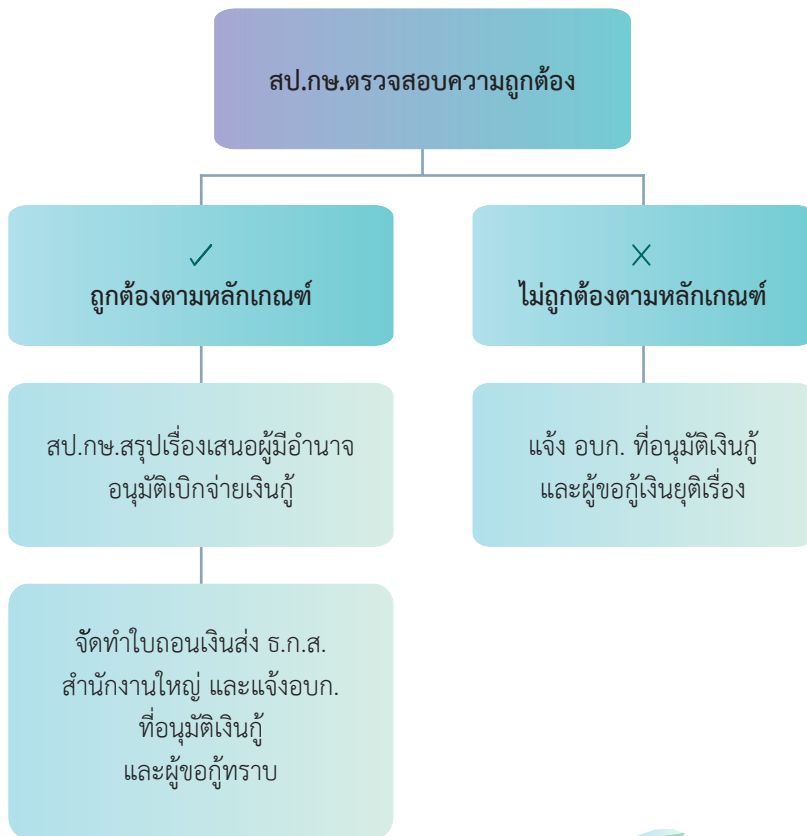 สป.กษ.ตรวจสอบความถูกต้อง
ถูกต้องตามหลักเกณฑ์
ไม่ถูกต้องตามหลักเกณฑ์
สป.กษ.สรุปเรื่องเสนอผู้มีอำนาจ
อนุมัติเบิกจ่ายเงินกู้
แจ้ง อบก. ที่อนุมัติเงินกู้
และผู้ขอกู้เงินยุติเรื่อง
จัดทำใบถอนเงินส่ง ธ.ก.ส.
สำนักงานใหญ่ และแจ้งอบก.
ที่อนุมัติเงินกู้
และผู้ขอกู้ทราบ